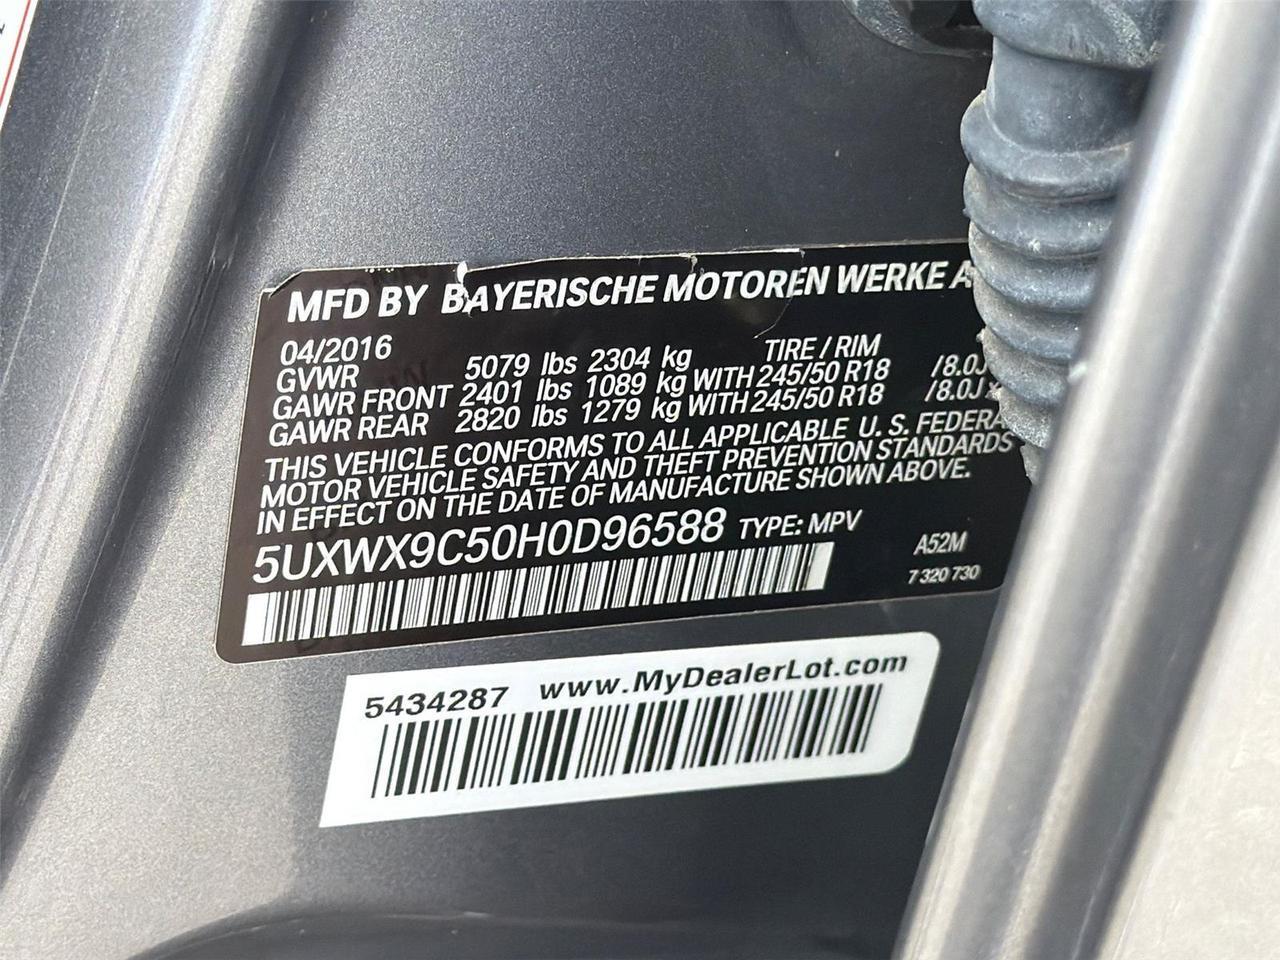 MFD BY BAYERISCHE MOTOREN WERKE A
04/2016 TIRE / RIM
GVWR 5079 lbs 2304 kg
GAWR FRONT 2401 lbs 1089 kg WITH 245/50 R18 /8.0J
GAWR REAR 2820 lbs 1279 kg WITH 245/50 R18 /8.0J x
THIS VEHICLE CONFORMS TO ALL APPLICABLE U. S. FEDERA
MOTOR VEHICLE SAFETY AND THEFT PREVENTION STANDARDS
IN EFFECT ON THE DATE OF MANUFACTURE SHOWN ABOVE.
5UXWX9C50H0D96588 TYPE: MPV
A52M
7 320 730
5434287 www.MyDealerLot.com